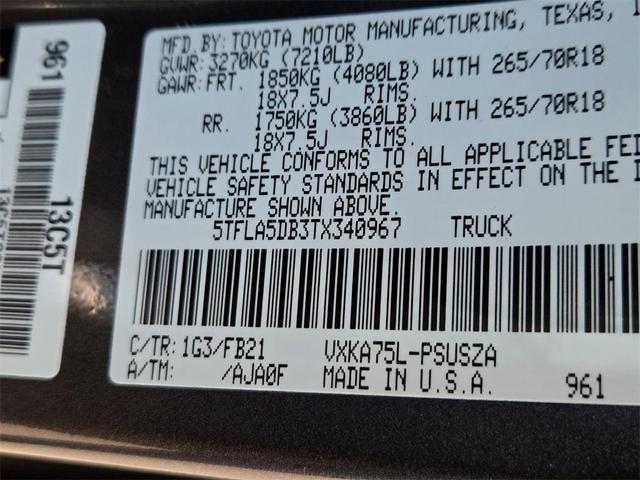 MFD. BY: TOYOTA MOTOR MANUFACTURING, TEXAS,
GVWR: 3270KG (7210LB)
GAWR: FRT. 1850KG (4080LB) WITH 265/70R18
18X7.5J RIMS.
RR. 1750KG (3860LB) WITH 265/70R18
18X7.5J RIMS.
THIS VEHICLE CONFORMS TO ALL APPLICABLE FE
VEHICLE SAFETY STANDARDS IN EFFECT ON THE
MANUFACTURE SHOWN ABOVE.
5TFLA5DB3TX340967 TRUCK
C/TR: 1G3/FB21 VXKA75L-PSUSZA
A/TM: /AJA0F MADE IN U.S.A. 961
961
13C5T